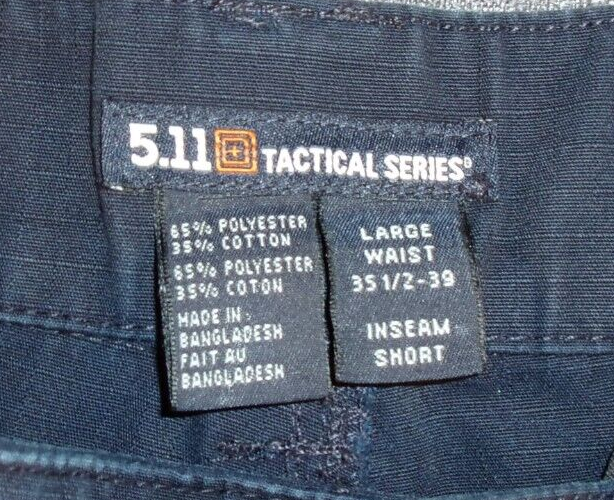 5.11 TACTICAL SERIES®
65% POLYESTER
35% COTTON
65% POLYESTER
35% COTON
MADE IN
BANGLADESH
FAIT AU
BANGLADESH
LARGE
WAIST
35 1/2-39
INSEAM
SHORT